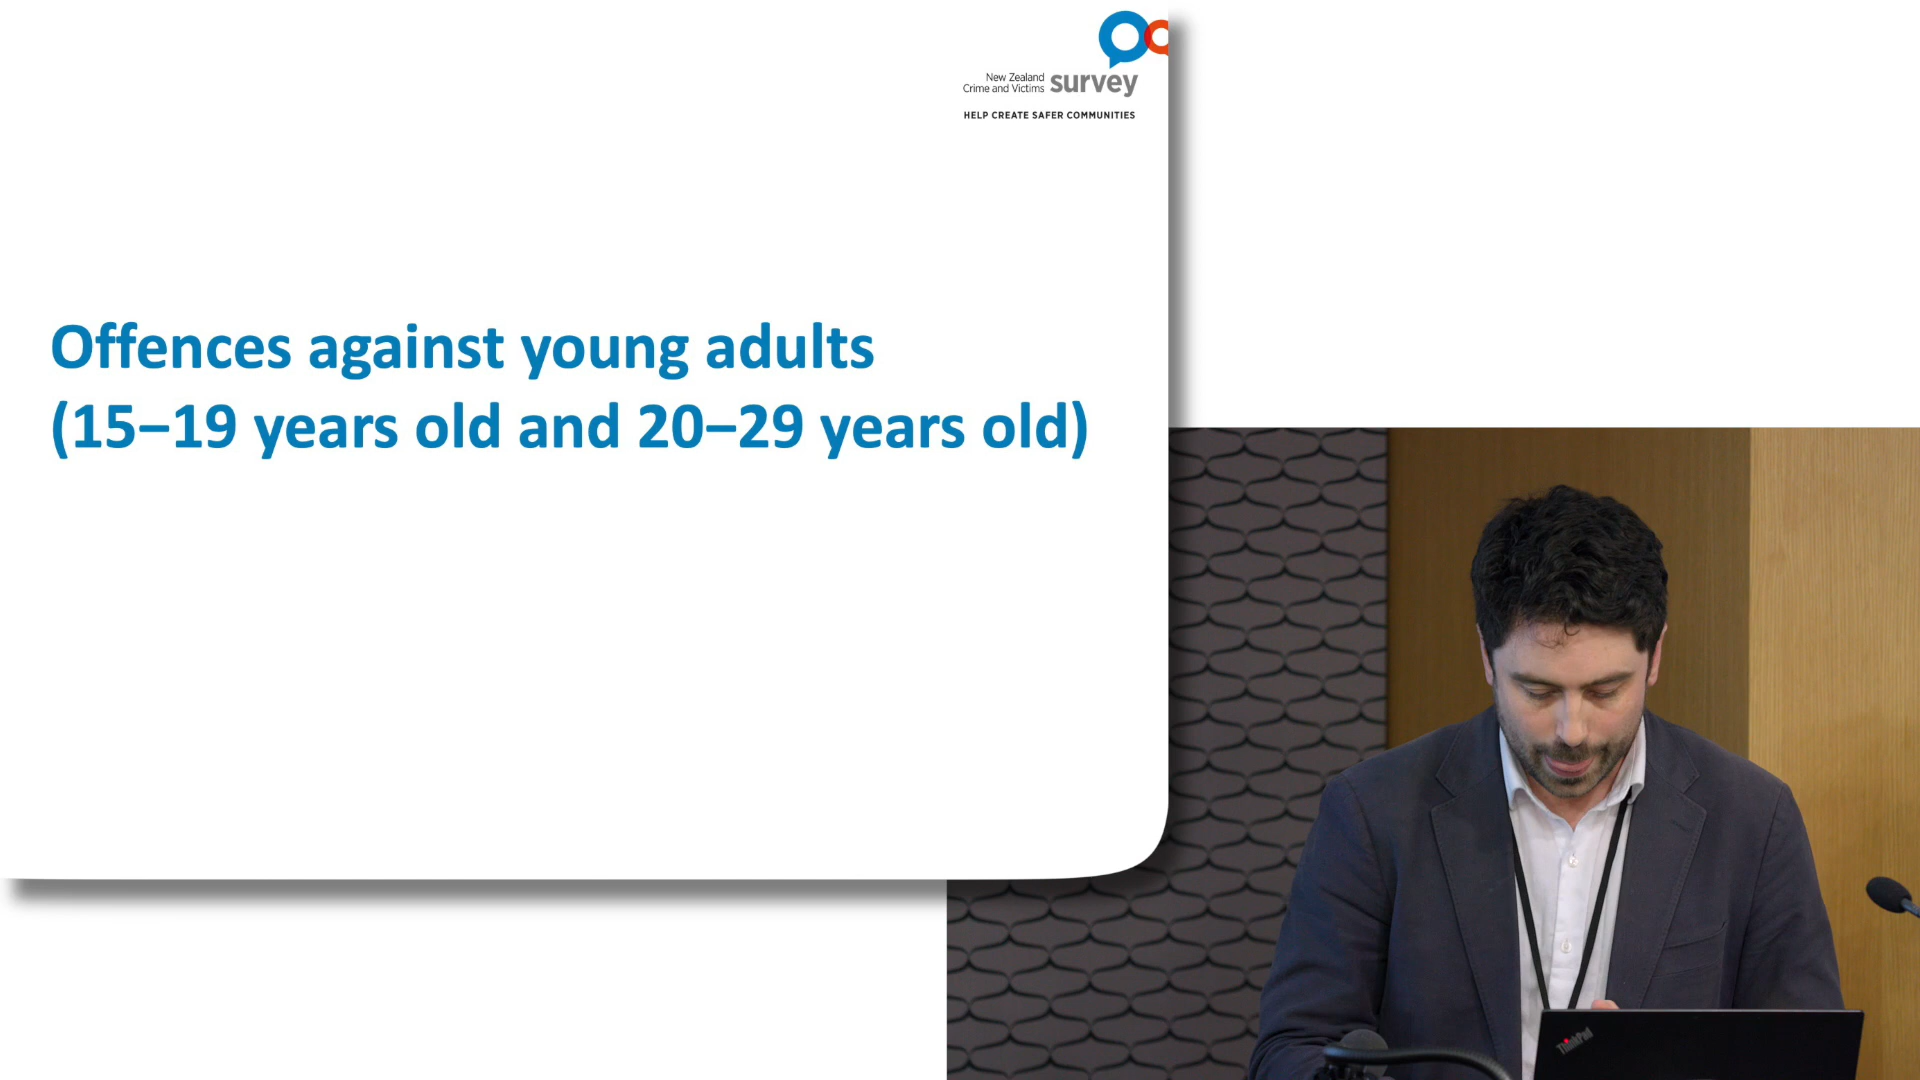 New Zealand
Crime and Victims survey
HELP CREATE SAFER COMMUNITIES
Offences against young adults
(15–19 years old and 20–29 years old)
ThinkPad